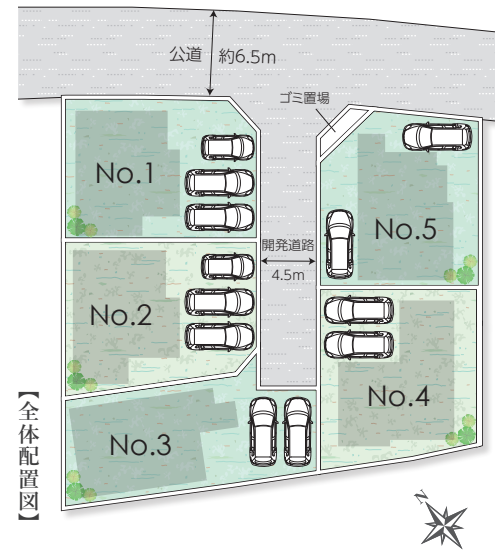 公道 約6.5m
ゴミ置場
No.1
No.5
開発道路
4.5m
No.2
No.4
No.3
【全体配置図】
N